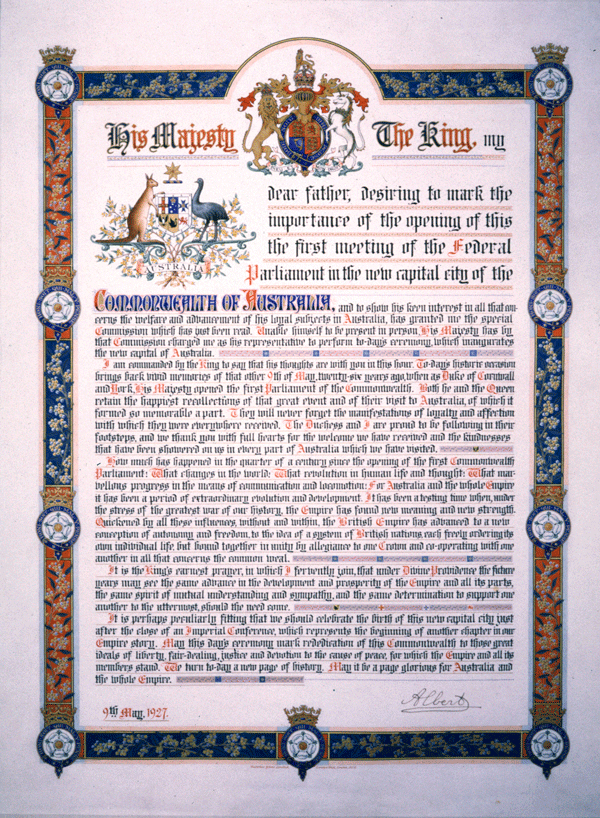 His Majesty The King, my
dear father, desiring to mark the
importance of the opening of this
the first meeting of the Federal
Parliament in the new capital city of the
AUSTRALIA
COMMONWEALTH OF AUSTRALIA, and to show his keen interest in all that con-
cerns the welfare and advancement of his loyal subjects in Australia, has granted me the special
Commission which has just been read. Unable himself to be present in person, His Majesty has by
that Commission charged me as his representative to perform to-day's ceremony, which inaugurates
the new capital of Australia.
I am commanded by the King to say that his thoughts are with you in this hour. To-day's historic occasion
brings back vivid memories of that other 9th of May, twenty-six years ago, when as Duke of Cornwall
and York, His Majesty opened the first Parliament of the Commonwealth. Both he and the Queen
retain the happiest recollections of that great event and of their visit to Australia, of which it
formed so memorable a part. They will never forget the manifestations of loyalty and affection
with which they were everywhere received. The Duchess and I are proud to be following in their
footsteps, and we thank you with full hearts for the welcome we have received and the kindnesses
that have been showered on us in every part of Australia which we have visited.
How much has happened in the quarter of a century since the opening of the first Commonwealth
Parliament: What changes in the world: What revolution in human life and thought: What mar-
vellous progress in the means of communication and locomotion: For Australia and the whole Empire
it has been a period of extraordinary evolution and development. It has been a testing time when, under
the stress of the greatest war of our history, the Empire has found new meaning and new strength.
Quickened by all these influences, without and within, the British Empire has advanced to a new
conception of autonomy and freedom, to the idea of a system of British nations, each freely ordering its
own individual life, but bound together in unity by allegiance to one Crown and co-operating with one
another in all that concerns the common weal.
It is the King's earnest prayer, in which I fervently join, that under Divine Providence the future
years may see the same advance in the development and prosperity of the Empire and all its parts,
the same spirit of mutual understanding and sympathy, and the same determination to support one
another to the uttermost, should the need come.
It is perhaps peculiarly fitting that we should celebrate the birth of this new capital city just
after the close of an Imperial Conference, which represents the beginning of another chapter in our
Empire story. May this day's ceremony mark rededication of this Commonwealth to those great
ideals of liberty, fair-dealing, justice and devotion to the cause of peace, for which the Empire and all its
members stand. We turn to-day a new page of history. May it be a page glorious for Australia and
the whole Empire.
9th May, 1927.
Albert